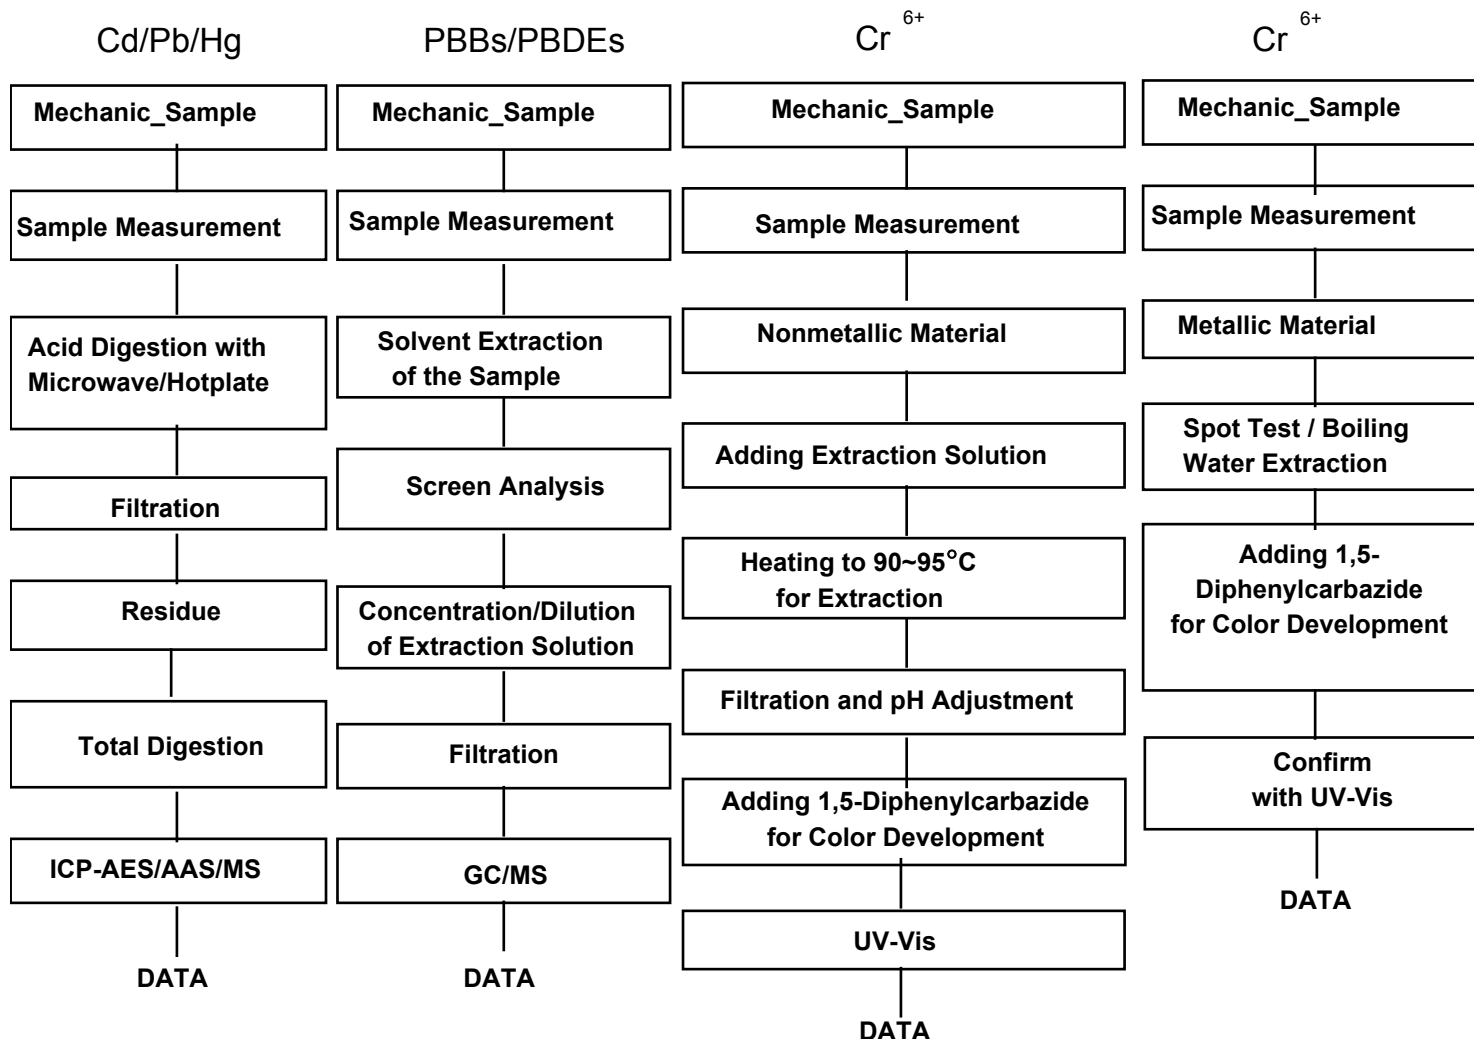 Cd/Pb/Hg
Mechanic_Sample
Sample Measurement
Acid Digestion with
Microwave/Hotplate
Filtration
Residue
Total Digestion
ICP-AES/AAS/MS
DATA
PBBs/PBDEs
Mechanic_Sample
Sample Measurement
Solvent Extraction
of the Sample
Screen Analysis
Concentration/Dilution
of Extraction Solution
Filtration
GC/MS
DATA
Cr 6+
Mechanic_Sample
Sample Measurement
Nonmetallic Material
Adding Extraction Solution
Heating to 90~95°C
for Extraction
Filtration and pH Adjustment
Adding 1,5-Diphenylcarbazide
for Color Development
UV-Vis
DATA
Cr 6+
Mechanic_Sample
Sample Measurement
Metallic Material
Spot Test / Boiling
Water Extraction
Adding 1,5-
Diphenylcarbazide
for Color Development
Confirm
with UV-Vis
DATA